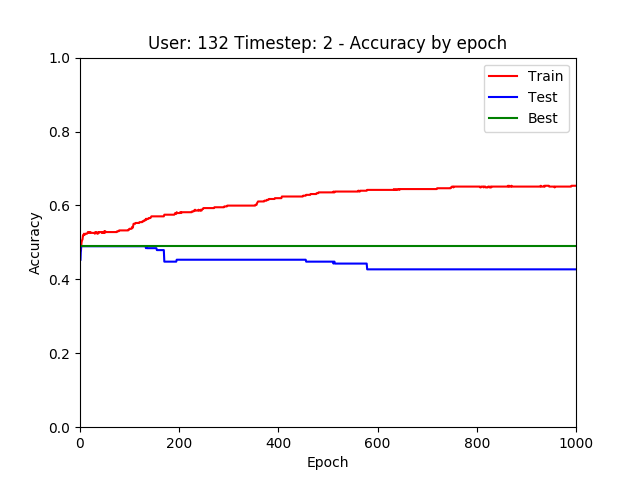 User: 132 Timestep: 2 - Accuracy by epoch
Train
Test
Best
1.0
0.8
0.6
0.4
0.2
0.0
Accuracy
0 200 400 600 800 1000
Epoch